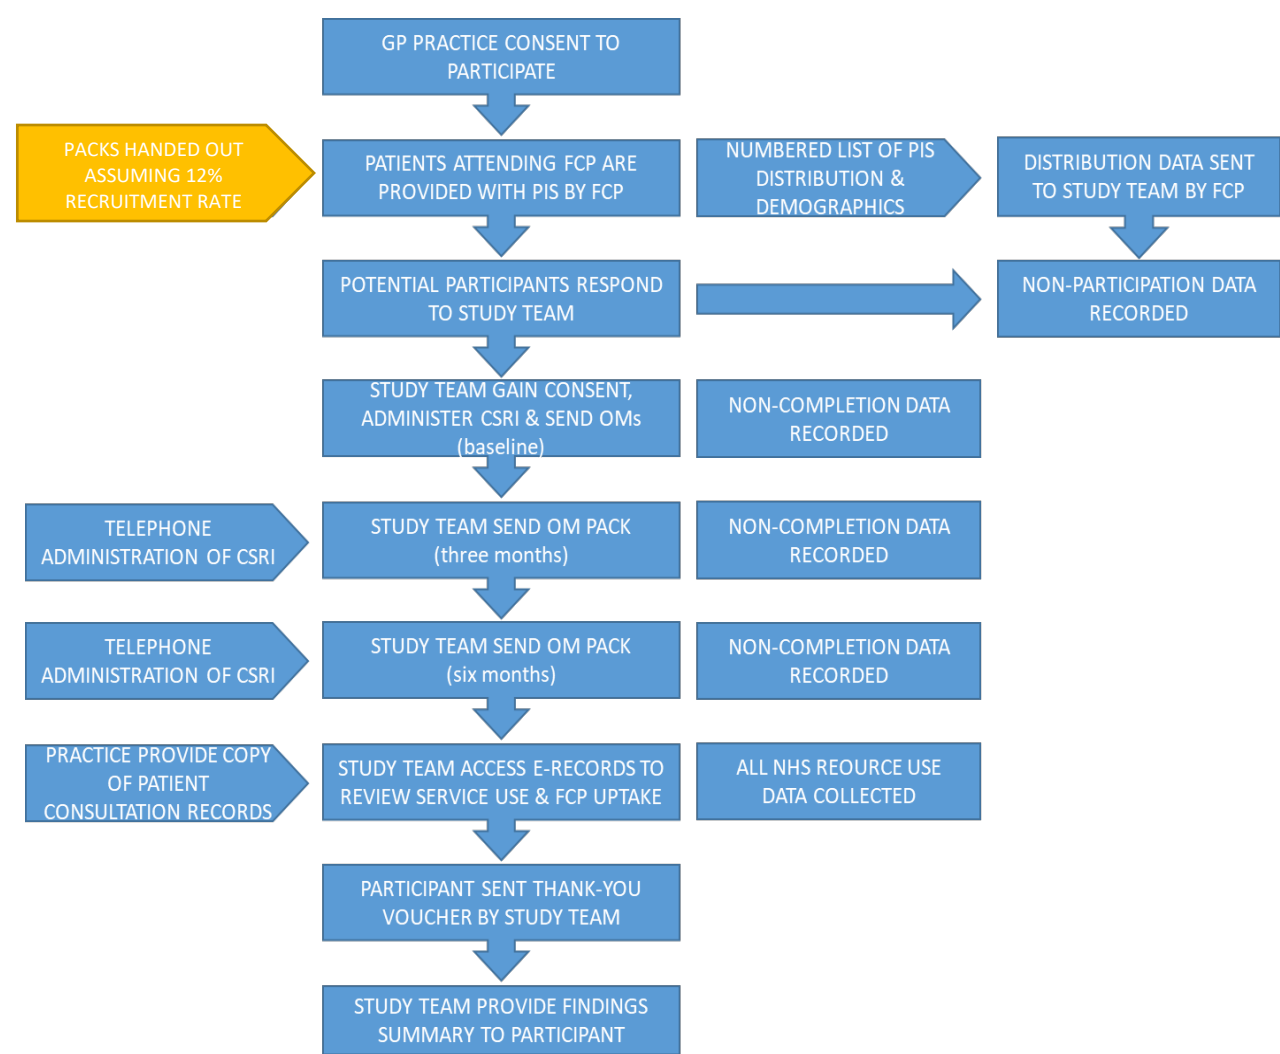 GP PRACTICE CONSENT TO
PARTICIPATE
PACKS HANDED OUT
ASSUMING 12%
RECRUITMENT RATE
PATIENTS ATTENDING FCP ARE
PROVIDED WITH PIS BY FCP
NUMBERED LIST OF PIS
DISTRIBUTION &
DEMOGRAPHICS
DISTRIBUTION DATA SENT
TO STUDY TEAM BY FCP
POTENTIAL PARTICIPANTS RESPOND
TO STUDY TEAM
NON-PARTICIPATION DATA
RECORDED
STUDY TEAM GAIN CONSENT,
ADMINISTER CSRI & SEND OMs
(baseline)
NON-COMPLETION DATA
RECORDED
TELEPHONE
ADMINISTRATION OF CSRI
STUDY TEAM SEND OM PACK
(three months)
NON-COMPLETION DATA
RECORDED
TELEPHONE
ADMINISTRATION OF CSRI
STUDY TEAM SEND OM PACK
(six months)
NON-COMPLETION DATA
RECORDED
PRACTICE PROVIDE COPY
OF PATIENT
CONSULTATION RECORDS
STUDY TEAM ACCESS E-RECORDS TO
REVIEW SERVICE USE & FCP UPTAKE
ALL NHS REOURCE USE
DATA COLLECTED
PARTICIPANT SENT THANK-YOU
VOUCHER BY STUDY TEAM
STUDY TEAM PROVIDE FINDINGS
SUMMARY TO PARTICIPANT